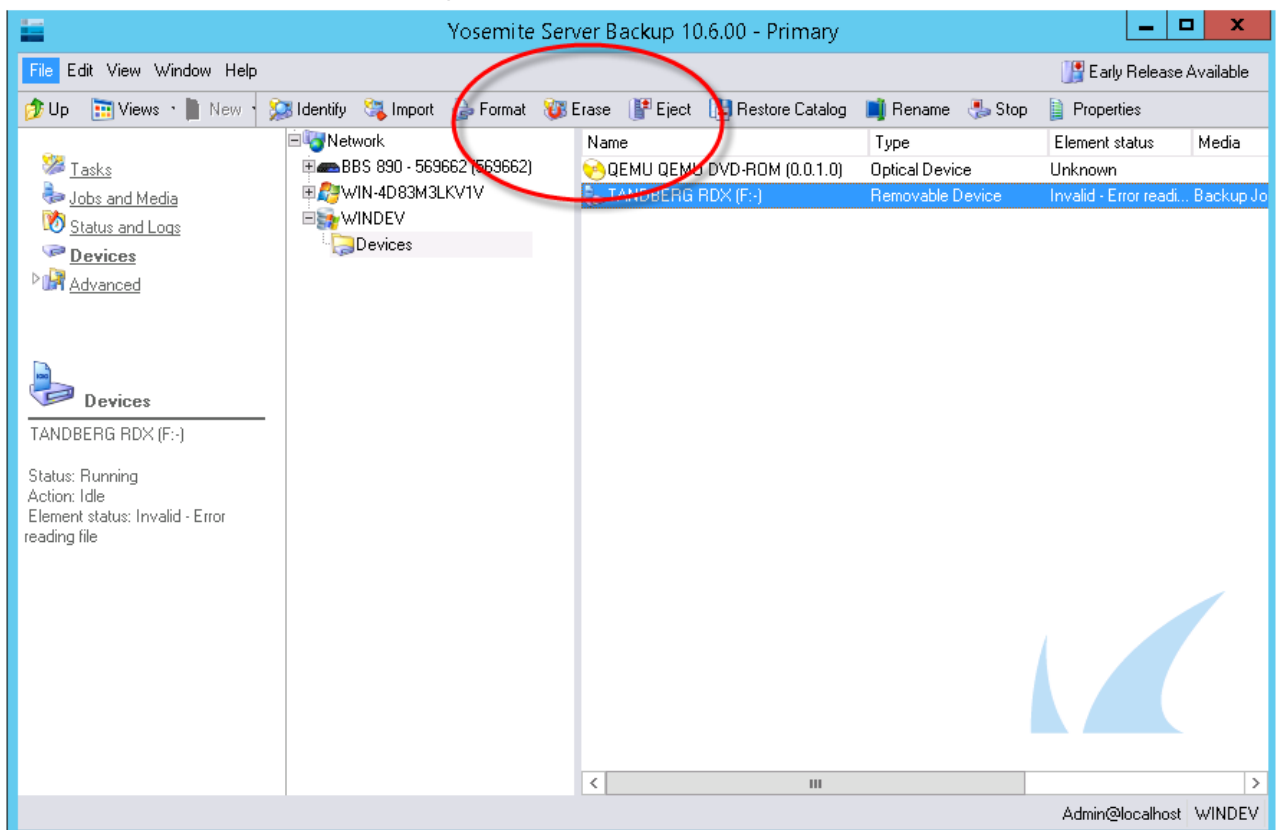 Yosemite Server Backup 10.6.00 - Primary
File Edit View Window Help
Early Release Available
Up Views New Identify Import Format Erase Eject Restore Catalog Rename Stop Properties
Tasks
Jobs and Media
Status and Logs
Devices
Advanced
Devices
TANDBERG RDX (F:-)
Status: Running
Action: Idle
Element status: Invalid - Error
reading file
Network
BBS 890 - 569662 (569662)
WIN-4D83M3LKV1V
WINDEV
Devices
Name Type Element status Media
QEMU QEMU DVD-ROM (0.0.1.0) Optical Device Unknown
TANDBERG RDX (F:-) Removable Device Invalid - Error readi... Backup Jo
Admin@localhost WINDEV